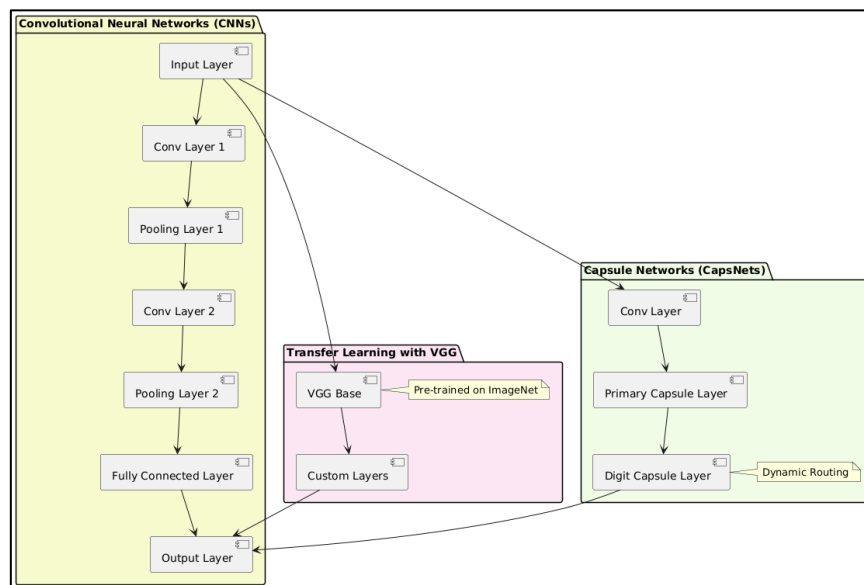 Convolutional Neural Networks (CNNs)
Input Layer
Conv Layer 1
Pooling Layer 1
Conv Layer 2
Pooling Layer 2
Fully Connected Layer
Output Layer
Transfer Learning with VGG
VGG Base
Pre-trained on ImageNet
Custom Layers
Capsule Networks (CapsNets)
Conv Layer
Primary Capsule Layer
Digit Capsule Layer
Dynamic Routing